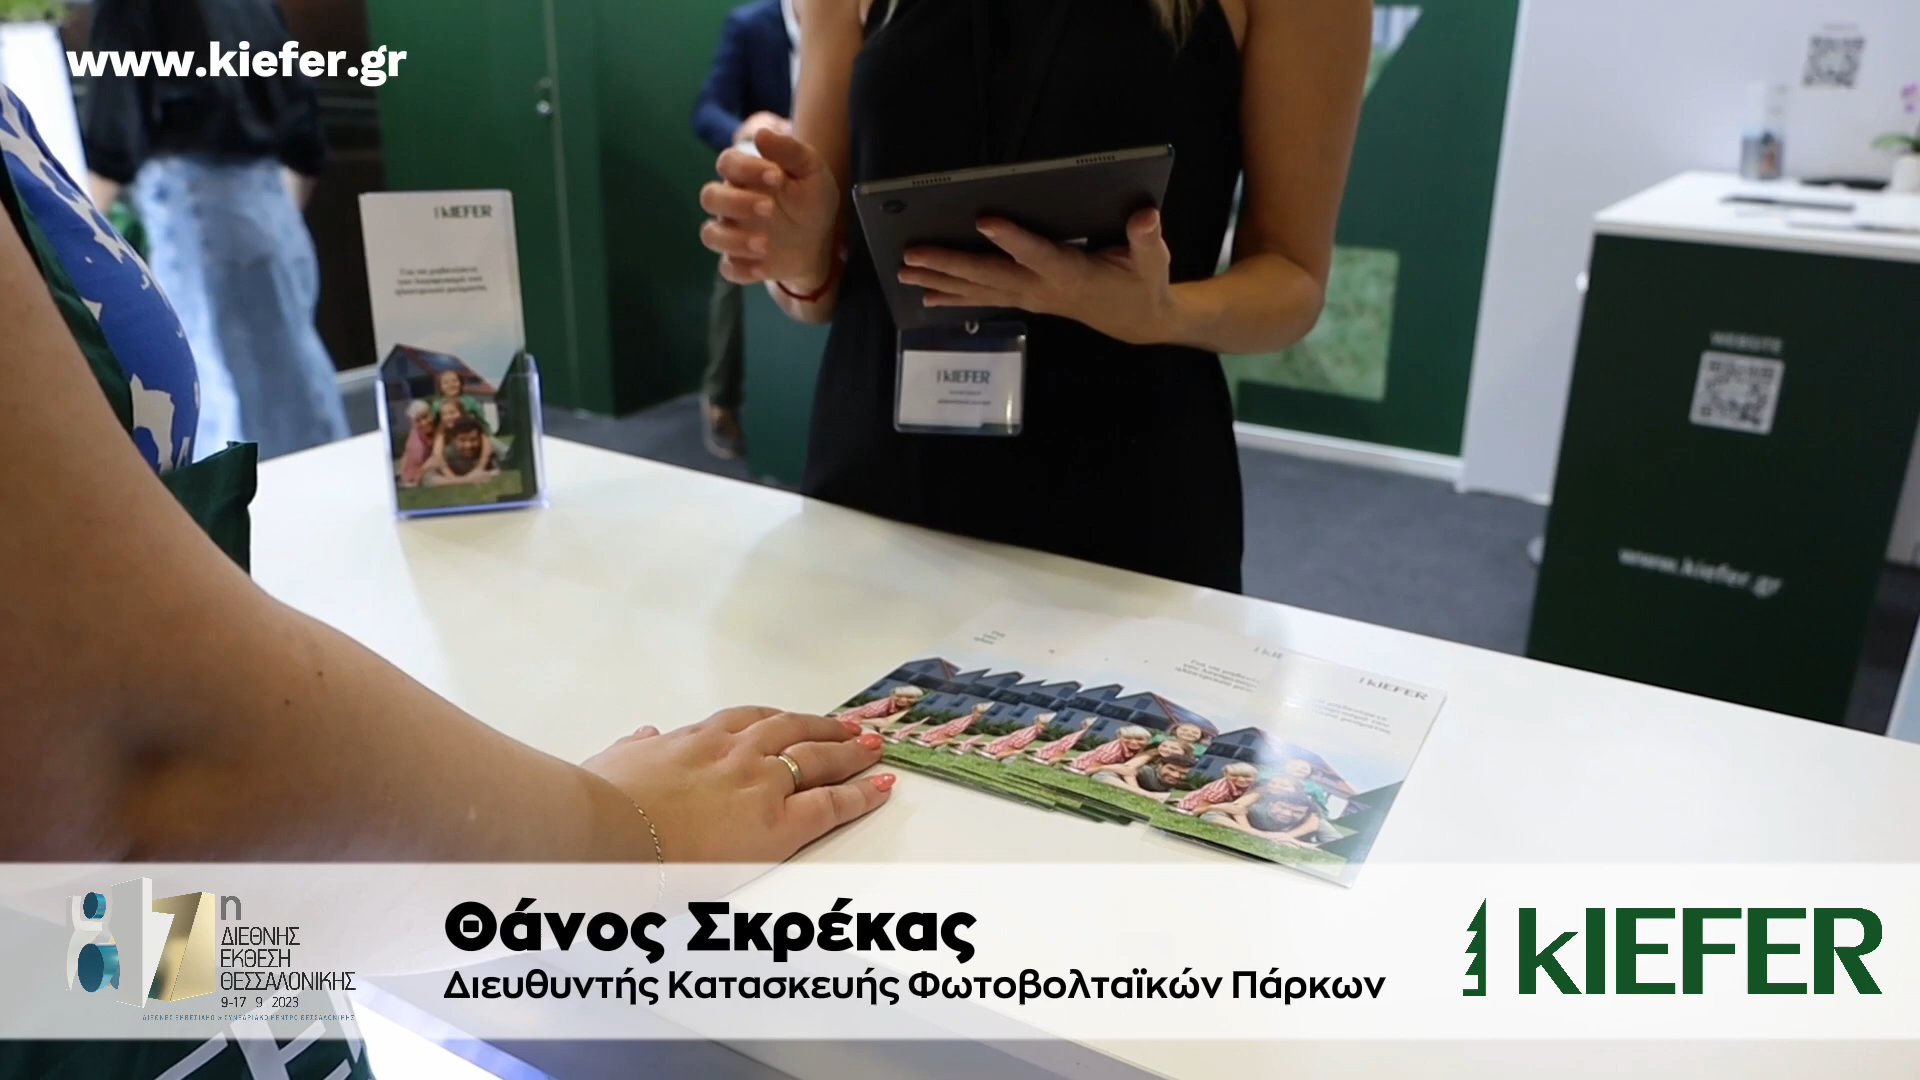 www.kiefer.gr
KIEFER
KIEFER
WEBSITE
www.kiefer.gr
KIEFER
87η
ΔΙΕΘΝΗΣ
ΕΚΘΕΣΗ
ΘΕΣΣΑΛΟΝΙΚΗΣ
9-17 9 2023
Θάνος Σκρέκας
Διευθυντής Κατασκευής Φωτοβολταϊκών Πάρκων
KIEFER